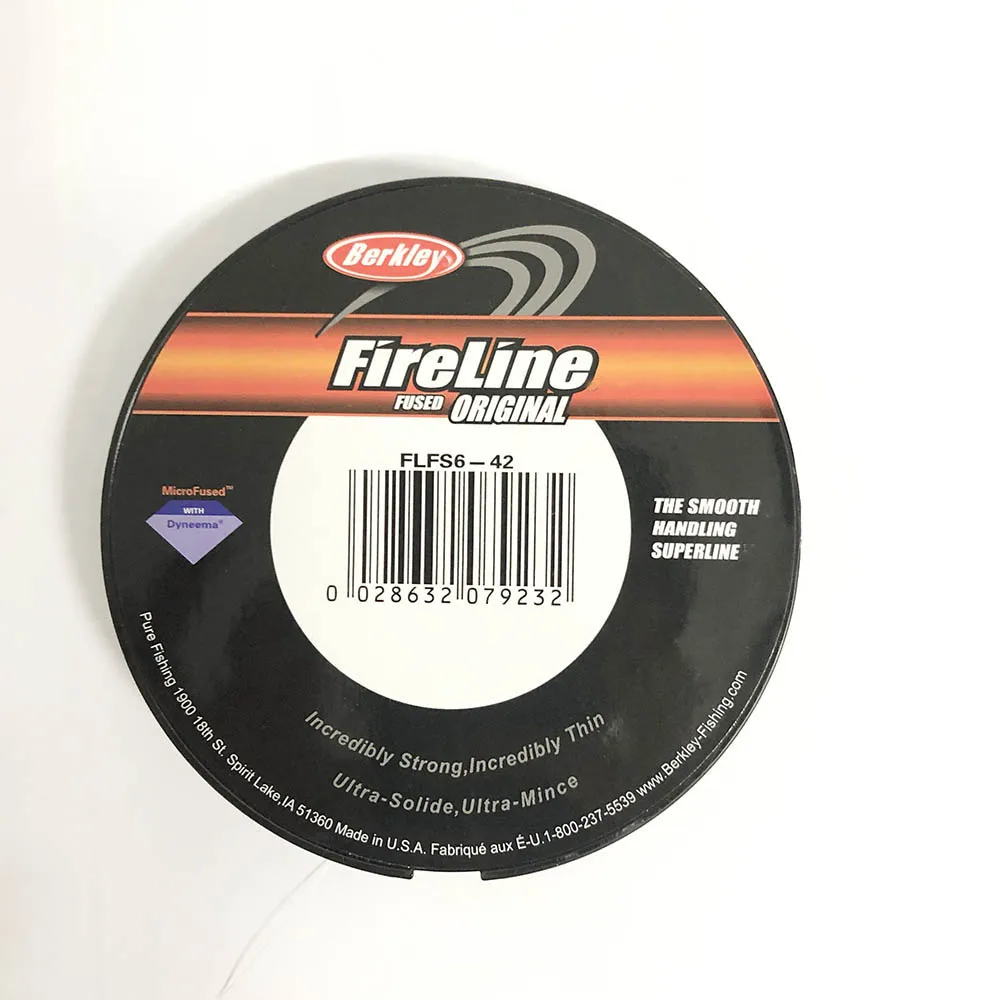 Berkley
FireLine
FUSED ORIGINAL
FLFS6-42
0 028632 079232
MicroFused™
WITH
Dyneema®
THE SMOOTH
HANDLING
SUPERLINE
Incredibly Strong,Incredibly Thin
Ultra-Solide,Ultra-Mince
Pure Fishing 1900 18th St. Spirit Lake,IA 51360 Made in U.S.A. Fabriqué aux É-U.1-800-237-5539 www.Berkley-Fishing.com